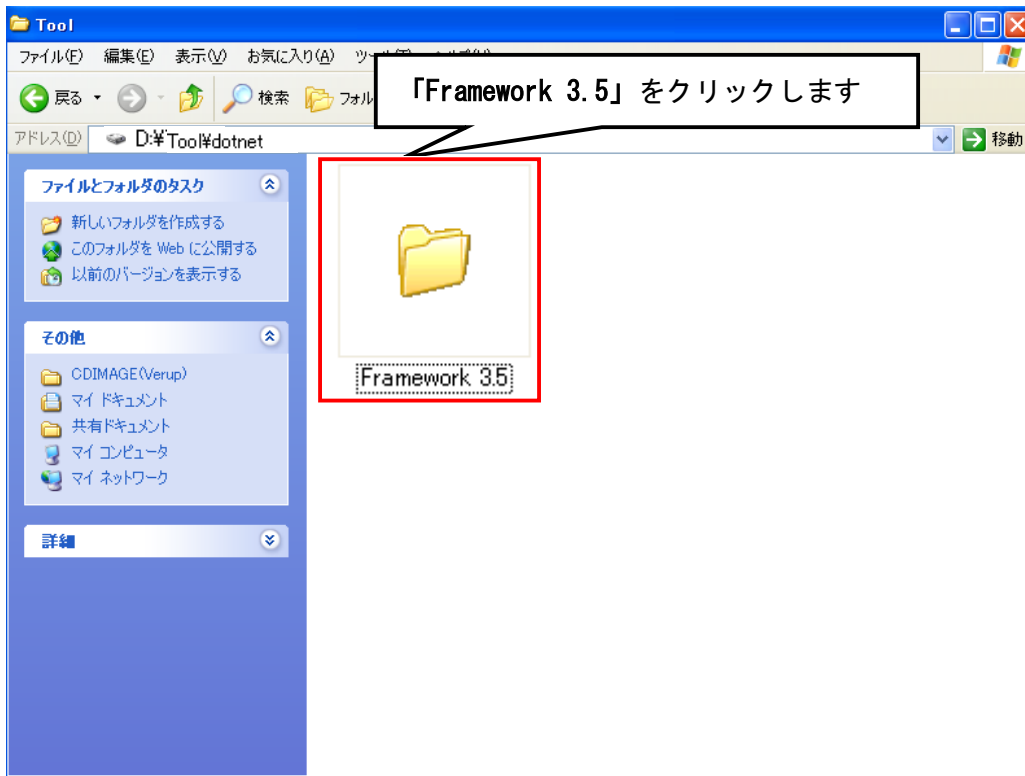 Tool
ファイル(F) 編集(E) 表示(V) お気に入り(A)
「Framework 3.5」をクリックします
戻る 検索 フォル
アドレス(D) D:¥Tool¥dotnet 移動
ファイルとフォルダのタスク
新しいフォルダを作成する
このフォルダを Web に公開する
以前のバージョンを表示する
Framework 3.5
その他
CDIMAGE(Verup)
マイ ドキュメント
共有ドキュメント
マイ コンピュータ
マイ ネットワーク
詳細